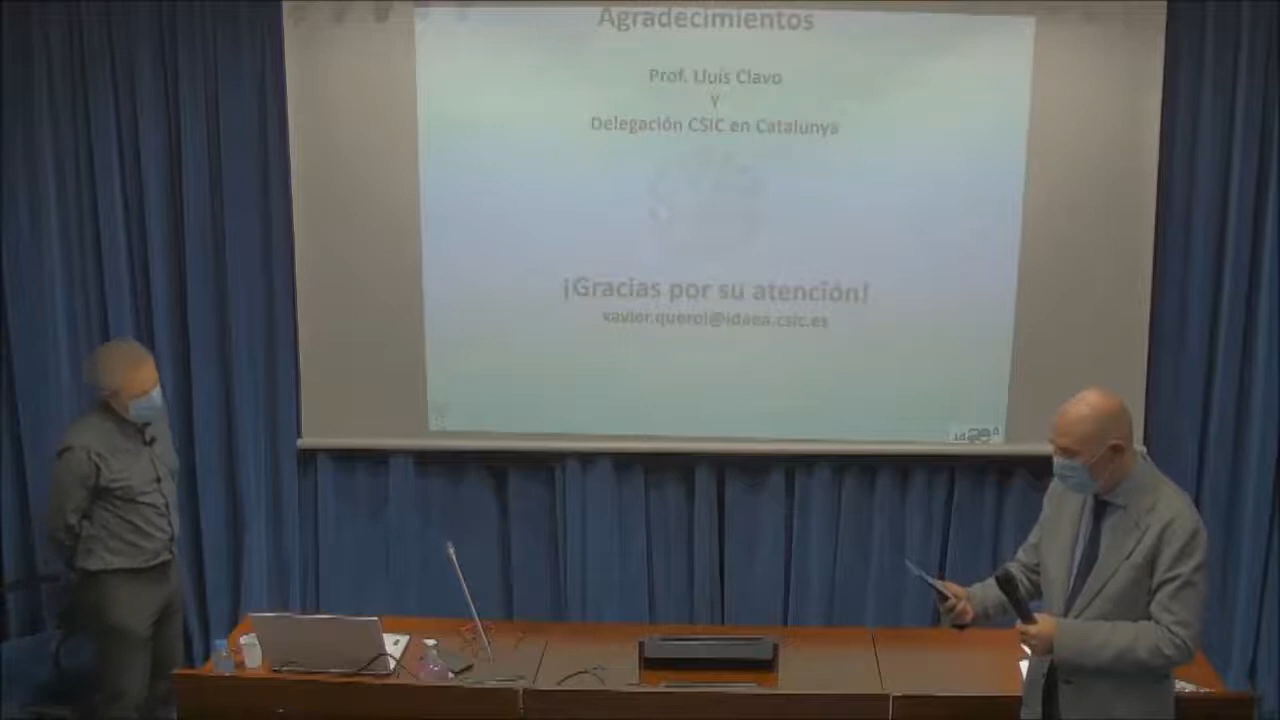 Agradecimientos
Prof. Lluís Clavo
Y
Delegación CSIC en Catalunya
¡Gracias por su atención!
xavier.querol@idaea.csic.es